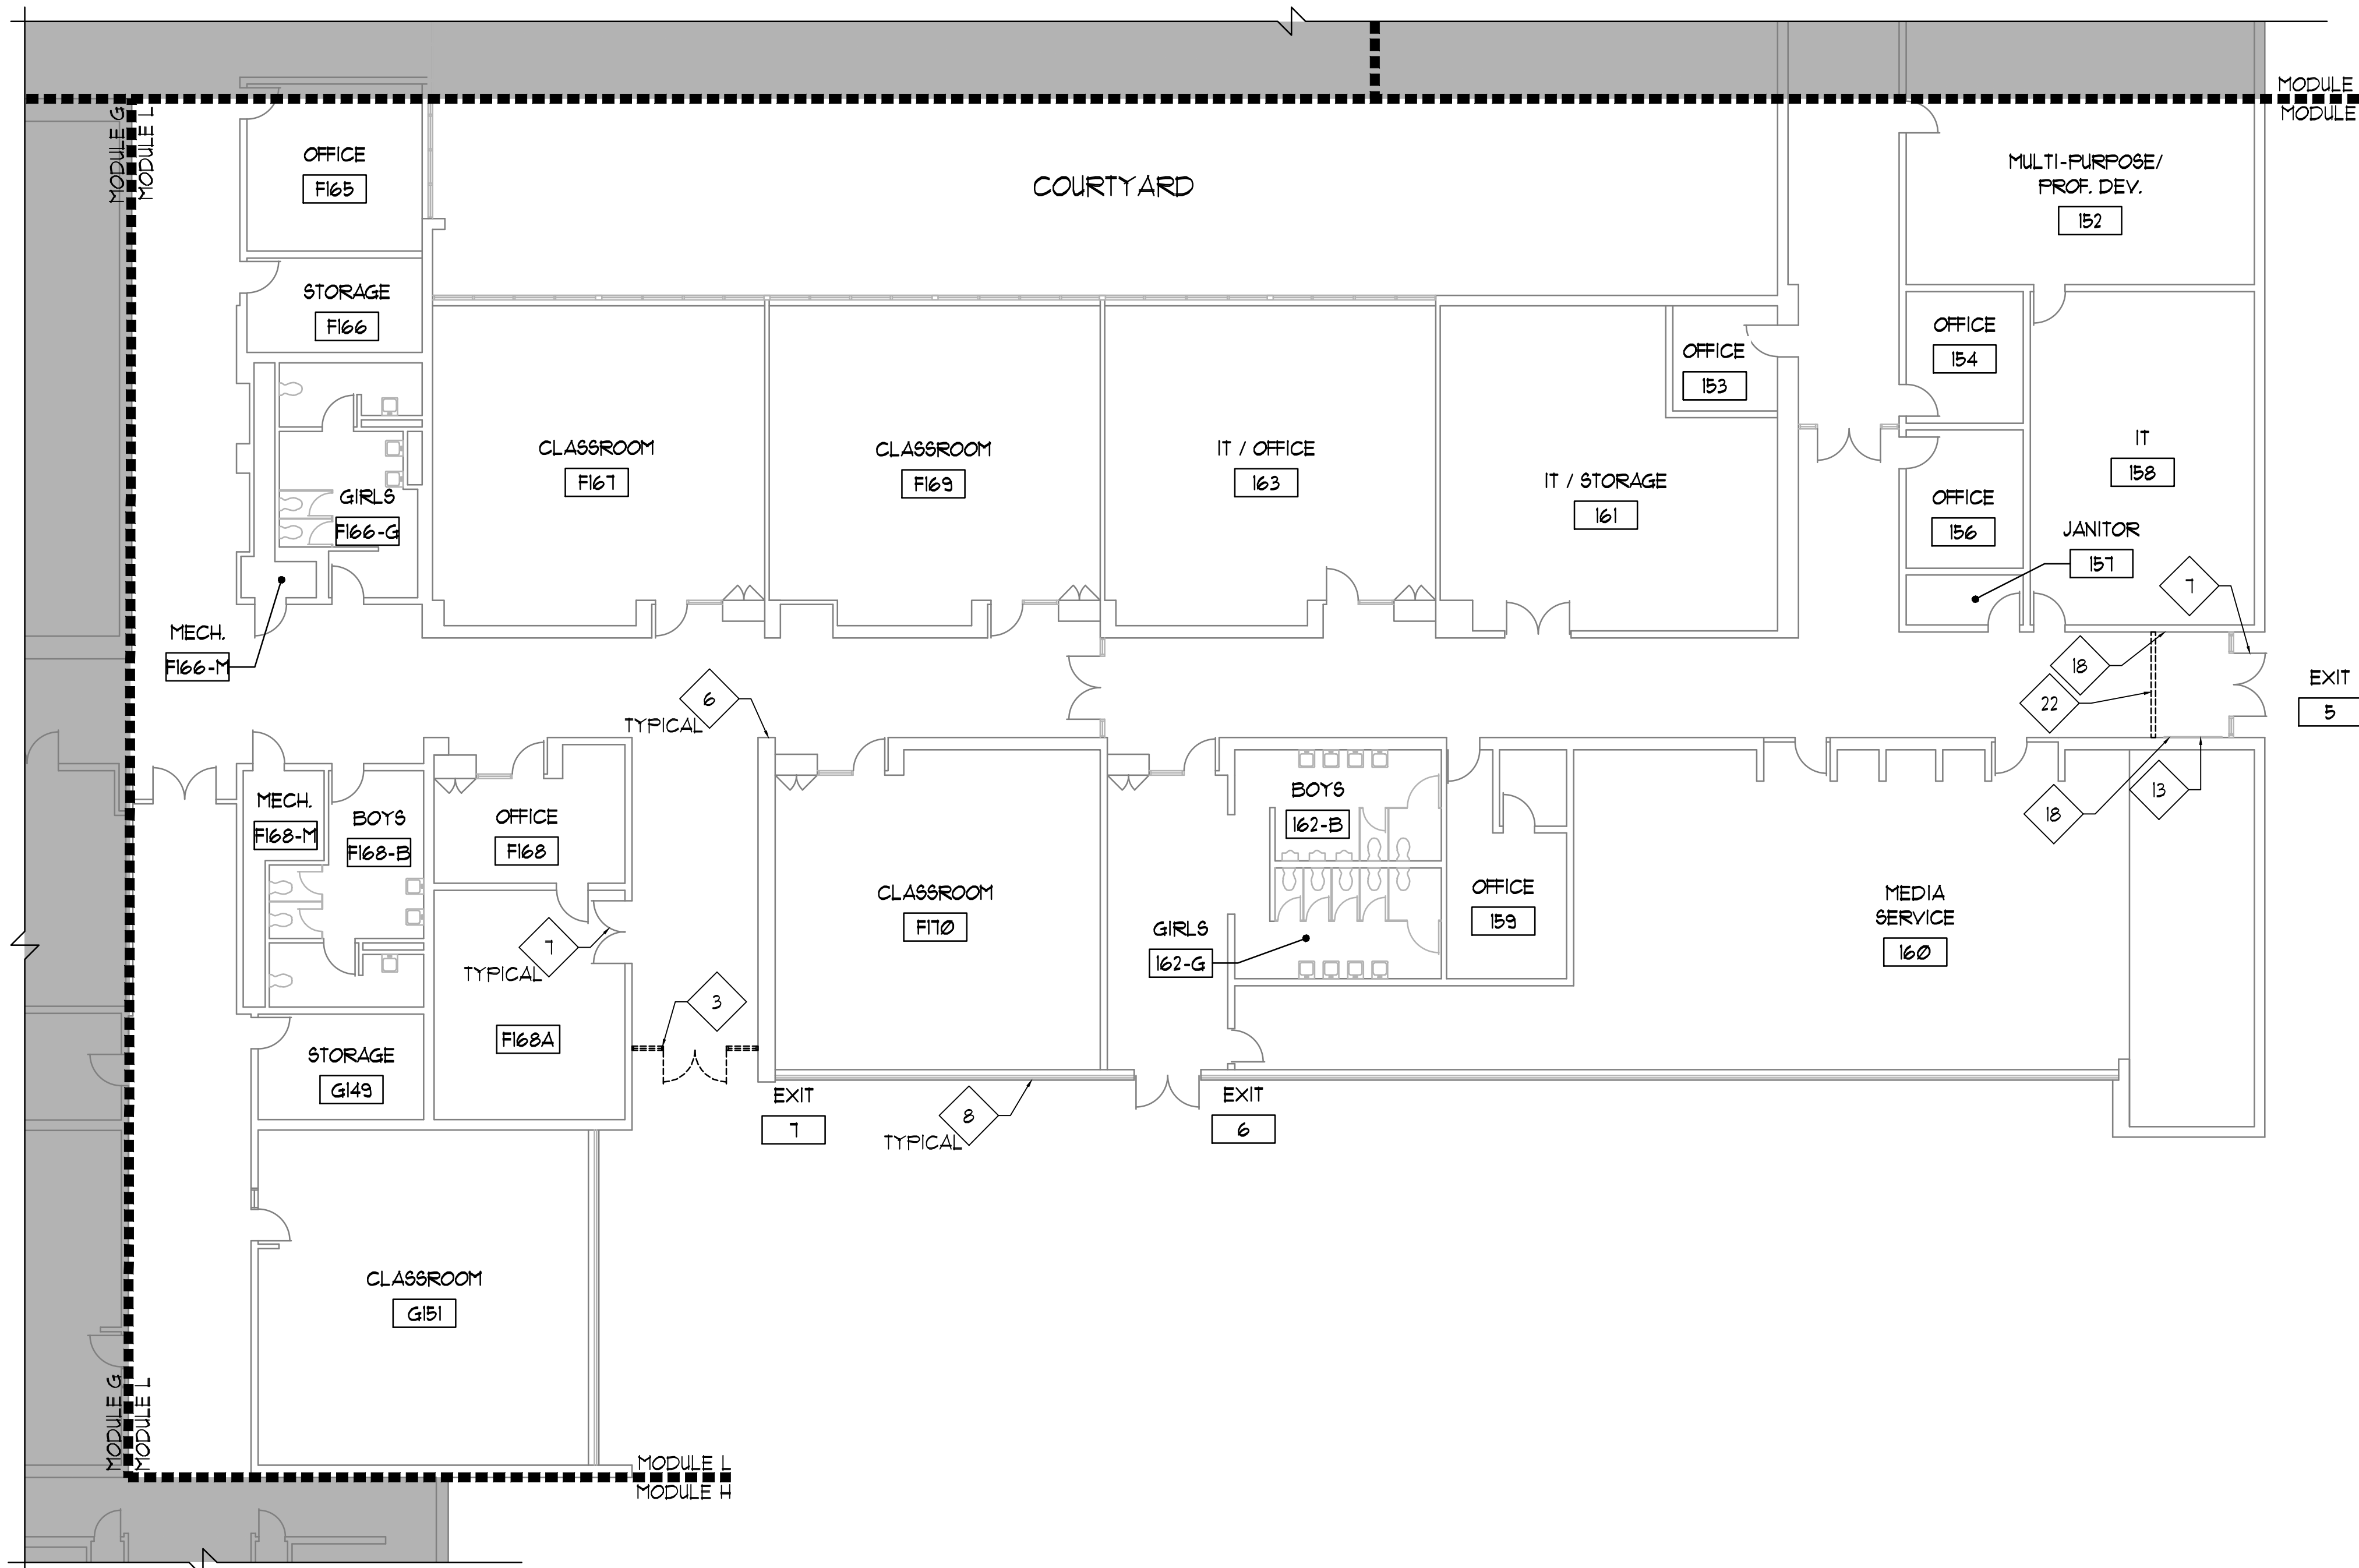 MODULE
MODULE
MODULE G
MODULE L
OFFICE
F165
COURTYARD
MULTI-PURPOSE/
PROF. DEV.
152
STORAGE
F166
OFFICE
153
OFFICE
154
CLASSROOM
F167
CLASSROOM
F169
IT / OFFICE
163
IT / STORAGE
161
IT
158
GIRLS
F166-G
OFFICE
156
JANITOR
157
7
MECH.
F166-M
6
TYPICAL
18
22
EXIT
5
MECH.
F168-M
BOYS
F168-B
OFFICE
F168
BOYS
162-B
18
13
CLASSROOM
F170
OFFICE
159
MEDIA
SERVICE
160
7
TYPICAL
GIRLS
162-G
3
F168A
STORAGE
G149
EXIT
7
8
TYPICAL
EXIT
6
CLASSROOM
G151
MODULE G
MODULE L
MODULE L
MODULE H